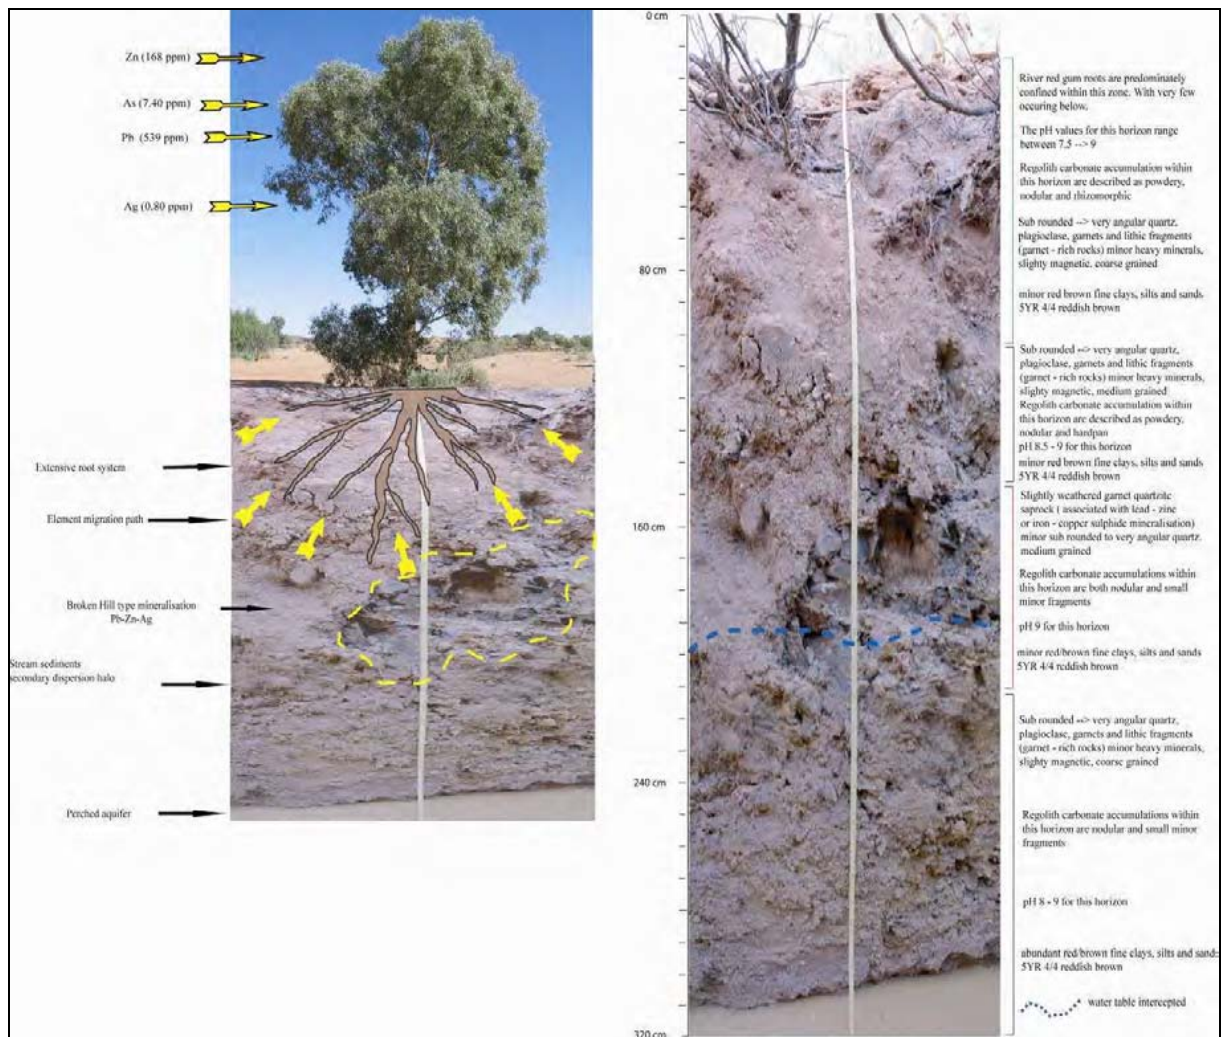 Zn (168 ppm)
As (7.40 ppm)
Pb (539 ppm)
Ag (0.80 ppm)
Extensive root system
Element migration path
Broken Hill type mineralisation
Pb-Zn-Ag
Stream sediments
secondary dispersion halo
Perched aquifer
0 cm
80 cm
160 cm
240 cm
320 cm
River red gum roots are predominately
confined within this zone. With very few
occuring below.
The pH values for this horizon range
between 7.5 --> 9
Regolith carbonate accumulation within
this horizon are described as powdery,
nodular and rhizomorphic
Sub rounded --> very angular quartz,
plagioclase, garnets and lithic fragments
(garnet - rich rocks) minor heavy minerals,
slighty magnetic, coarse grained
minor red brown fine clays, silts and sands
5YR 4/4 reddish brown
Sub rounded --> very angular quartz,
plagioclase, garnets and lithic fragments
(garnet - rich rocks) minor heavy minerals,
slighty magnetic, medium grained
Regolith carbonate accumulation within
this horizon are described as powdery,
nodular and hardpan
pH 8.5 - 9 for this horizon
minor red brown fine clays, silts and sands
5YR 4/4 reddish brown
Slightly weathered garnet quartzite
saprock ( associated with lead - zinc
or iron - copper sulphide mineralisation)
minor sub rounded to very angular quartz.
medium grained
Regolith carbonate accumulations within
this horizon are both nodular and small
minor fragments
pH 9 for this horizon
minor red/brown fine clays, silts and sands
5YR 4/4 reddish brown
Sub rounded --> very angular quartz,
plagioclase, garnets and lithic fragments
(garnet - rich rocks) minor heavy minerals,
slighty magnetic, coarse grained
Regolith carbonate accumulations within
this horizon are nodular and small minor
fragments
pH 8 - 9 for this horizon
abundant red/brown fine clays, silts and sands
5YR 4/4 reddish brown
water table intercepted